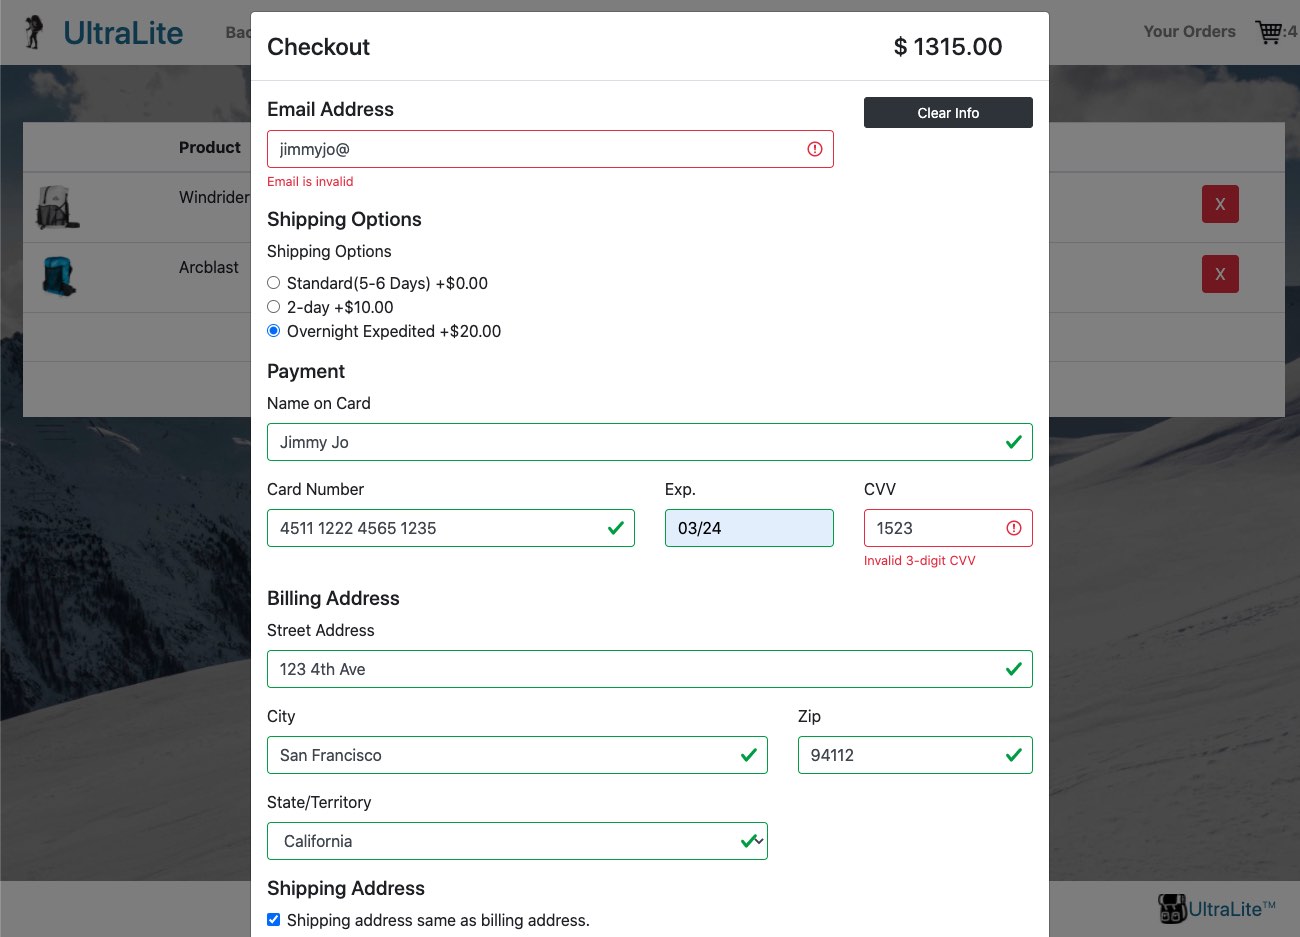 UltraLite
Bac
Your Orders
:4
Checkout
$ 1315.00
Email Address
Clear Info
jimmyjo@
Email is invalid
Product
Windrider
X
Arcblast
X
Shipping Options
Shipping Options
Standard(5-6 Days) +$0.00
2-day +$10.00
Overnight Expedited +$20.00
Payment
Name on Card
Jimmy Jo
Card Number
Exp.
CVV
4511 1222 4565 1235
03/24
1523
Invalid 3-digit CVV
Billing Address
Street Address
123 4th Ave
City
Zip
San Francisco
94112
State/Territory
California
Shipping Address
Shipping address same as billing address.
UltraLite™